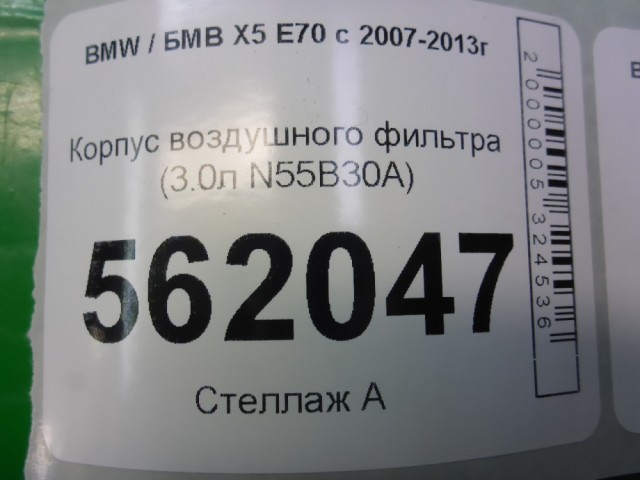 BMW / БМВ X5 E70 с 2007-2013г
Корпус воздушного фильтра
(3.0л N55B30A)
562047
Стеллаж А
2000005324536
В